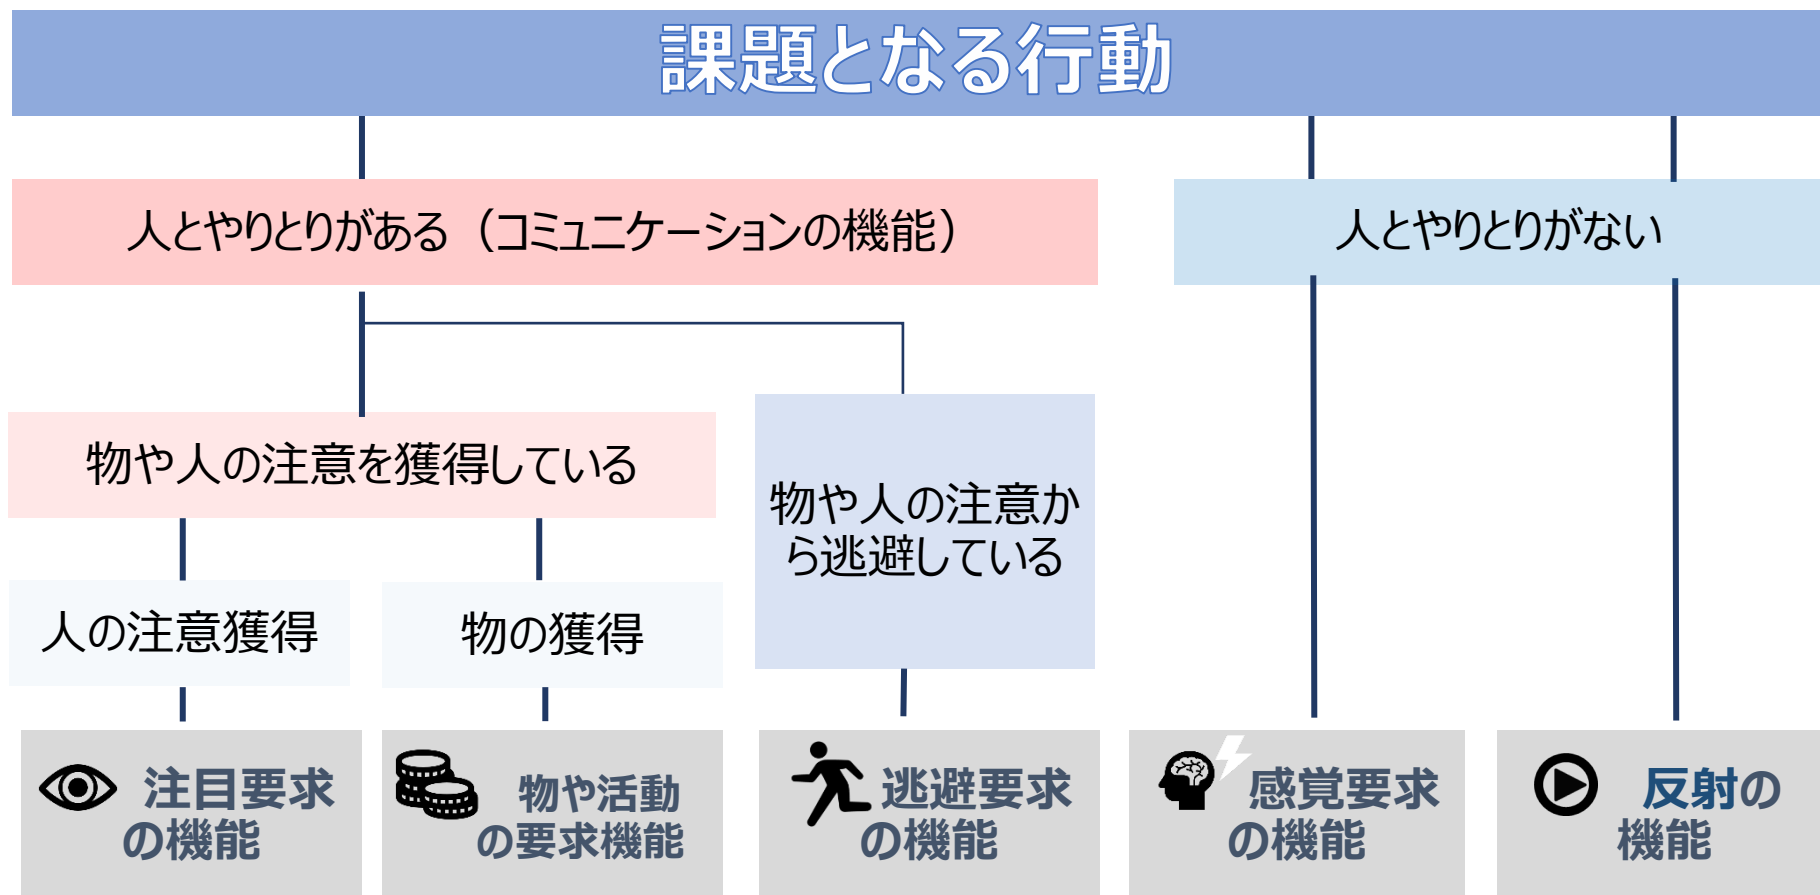 課題となる行動
人とやりとりがある（コミュニケーションの機能）
人とやりとりがない
物や人の注意を獲得している
物や人の注意か
ら逃避している
人の注意獲得
物の獲得
注目要求
の機能
物や活動
の要求機能
逃避要求
の機能
感覚要求
の機能
反射の
機能